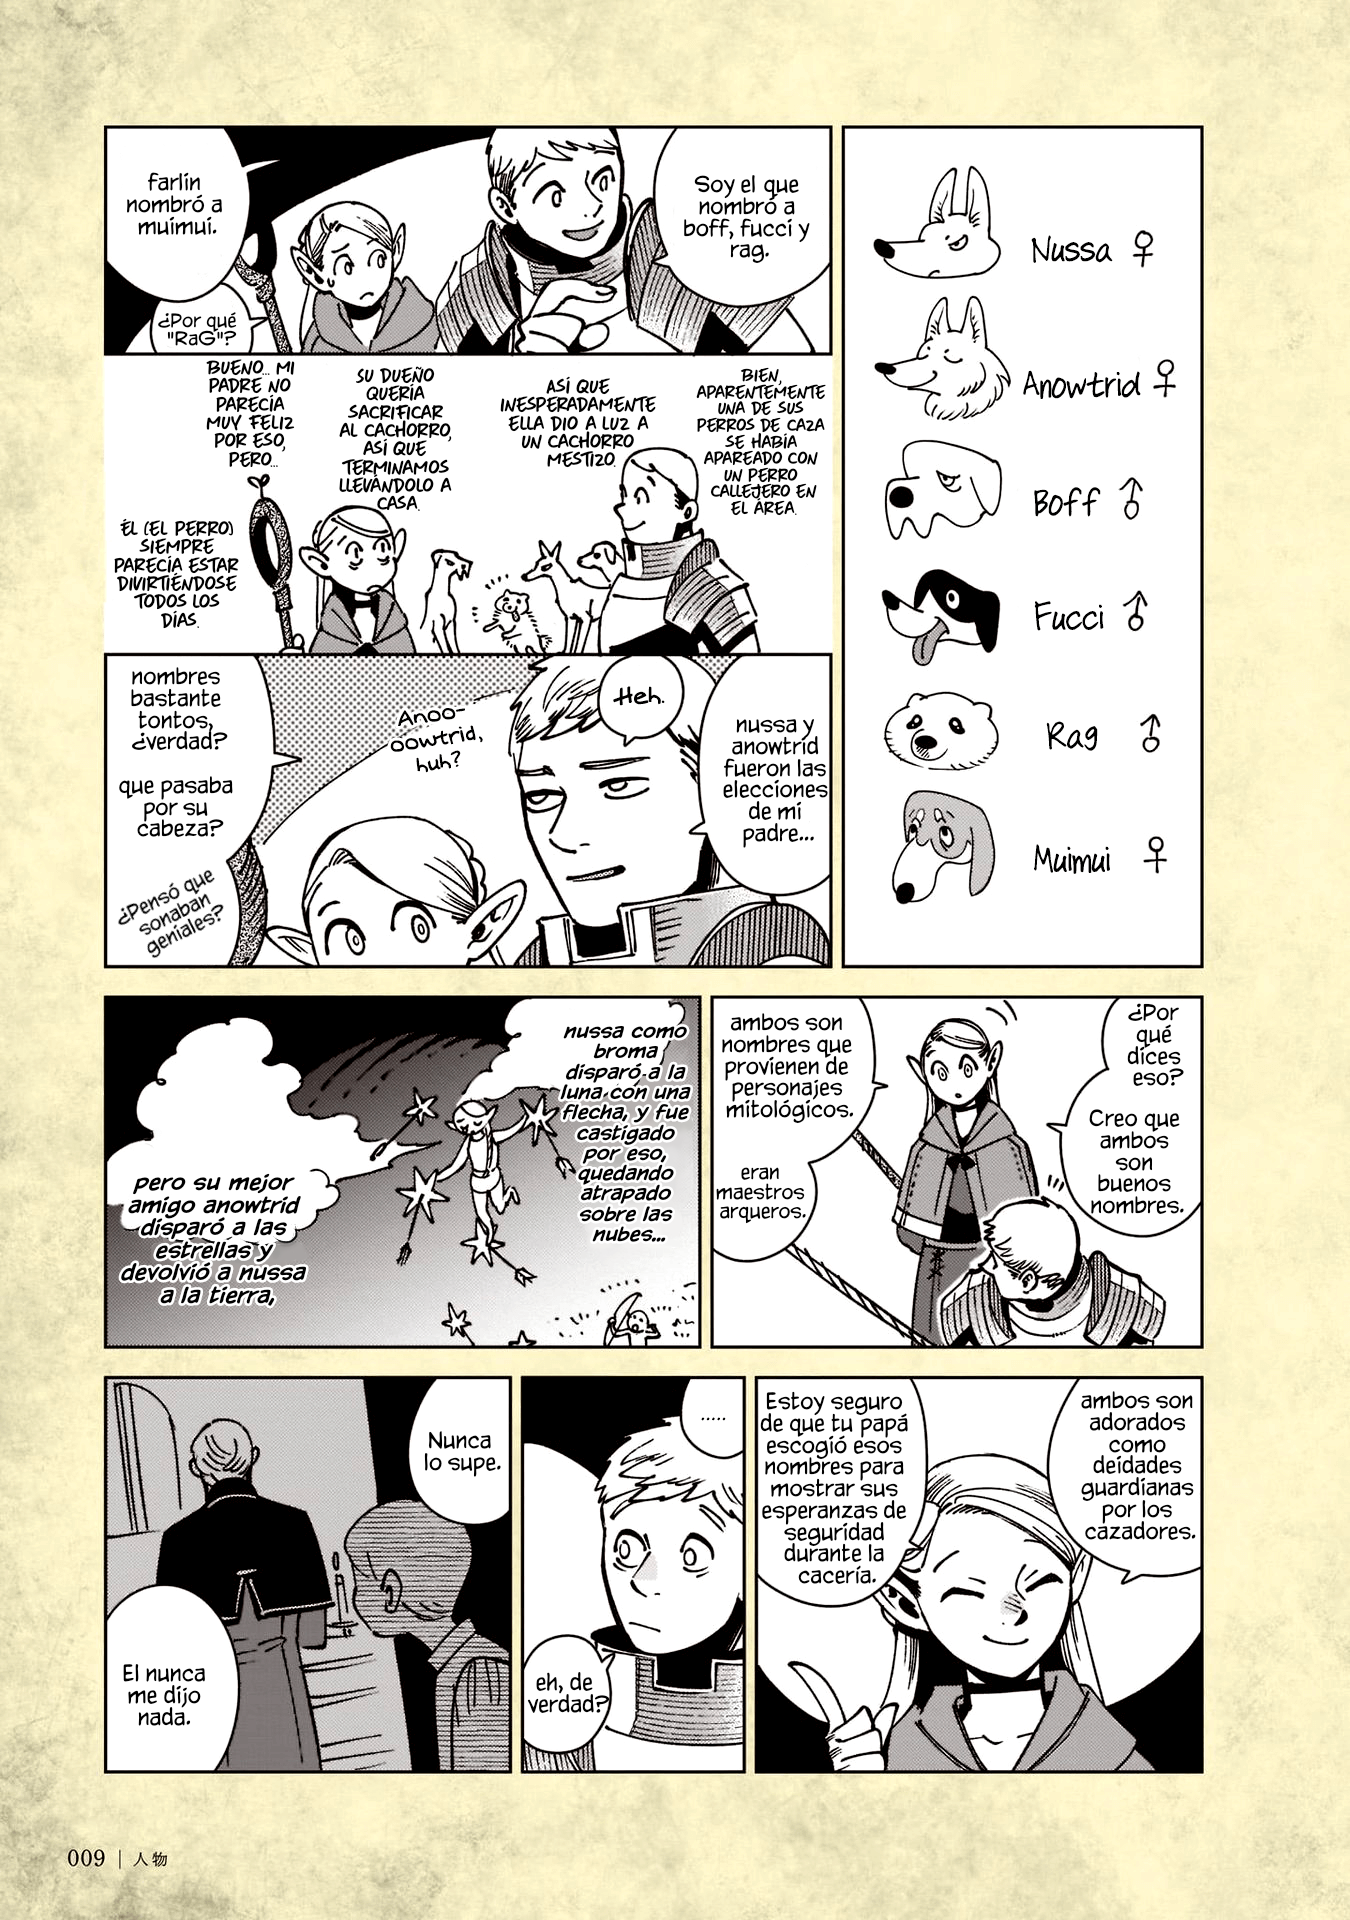 Nussa ♀
Anowtrid ♀
Boff ♂
Fucci ♂
Rag ♂
Muimui ♀
Soy el que
nombró a
boff, fucci y
rag.
farlín
nombró a
muimui.
¿Por qué
"RaG"?
BIEN,
APARENTEMENTE
UNA DE SUS
PERROS DE CAZA
SE HABÍA
APAREADO CON
UN PERRO
CALLEJERO EN
EL ÁREA.
ASÍ QUE
INESPERADAMENTE
ELLA DIO A LUZ A
UN CACHORRO
MESTIZO.
SU DUEÑO
QUERÍA
SACRIFICAR
AL CACHORRO,
ASÍ QUE
TERMINAMOS
LLEVÁNDOLO A
CASA.
BUENO... MI
PADRE NO
PARECÍA
MUY FELIZ
POR ESO,
PERO...
ÉL (EL PERRO)
SIEMPRE
PARECÍA ESTAR
DIVIRTIÉNDOSE
TODOS LOS
DÍAS.
nussa y
anowtrid
fueron las
elecciones
de mi
padre...
Heh.
Anoo-
oowtrid,
huh?
nombres
bastante
tontos,
¿verdad?
que pasaba
por su
cabeza?
¿Pensó que
sonaban
geniales?
¿Por
qué
dices
eso?
Creo que
ambos
son
buenos
nombres.
ambos son
nombres que
provienen de
personajes
mitológicos.
eran
maestros
arqueros.
nussa como
broma
disparó a la
luna con una
flecha, y fue
castigado
por eso,
quedando
atrapado
sobre las
nubes...
pero su mejor
amigo anowtrid
disparó a las
estrellas y
devolvió a nussa
a la tierra,
ambos son
adorados
como
deidades
guardianas
por los
cazadores.
Estoy seguro
de que tu papá
escogió esos
nombres para
mostrar sus
esperanzas de
seguridad
durante la
cacería.
.....
eh, de
verdad?
Nunca
lo supe.
El nunca
me dijo
nada.
009 | 人物